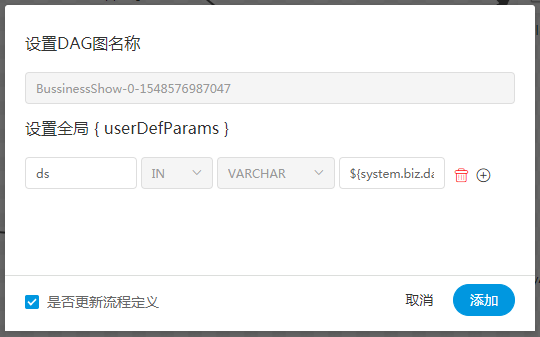 设置DAG图名称
BussinessShow-0-1548576987047
设置全局 { userDefParams }
ds IN VARCHAR ${system.biz.da
是否更新流程定义 取消 添加